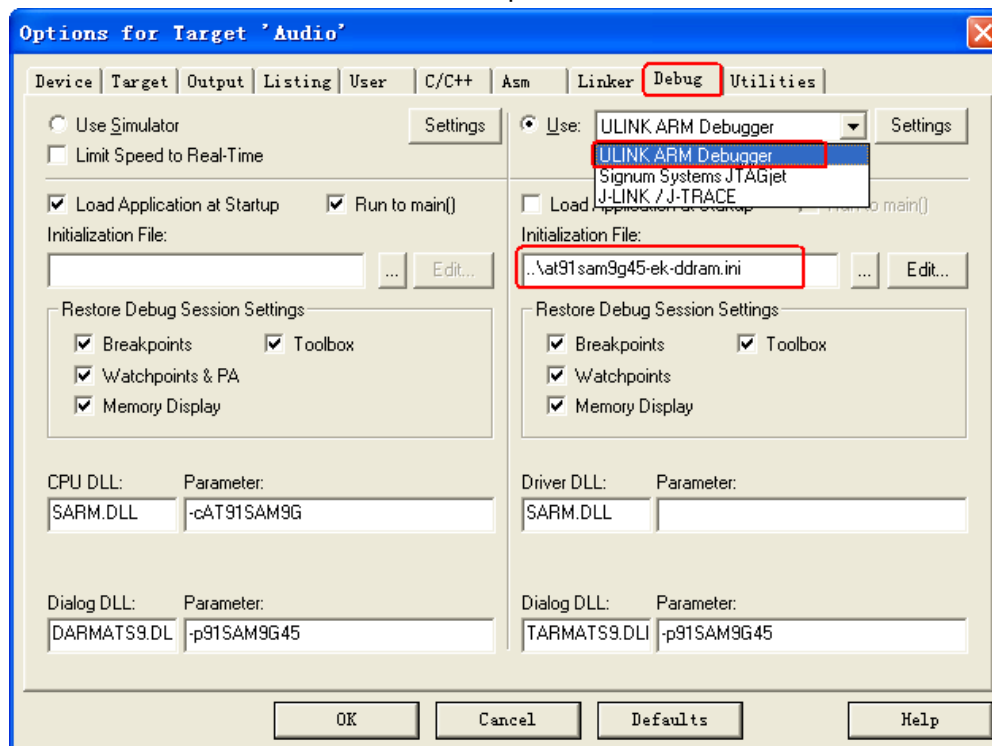 Options for Target 'Audio'
Device Target Output Listing User C/C++ Asm Linker Debug Utilities
Use Simulator Settings Use: ULINK ARM Debugger Settings
Limit Speed to Real-Time ULINK ARM Debugger
Signum Systems JTAGjet
J-LINK / J-TRACE
Load Application at Startup Run to main() Load main()
Initialization File: Initialization File:
... Edit... ..\at91sam9g45-ek-ddram.ini ... Edit...
Restore Debug Session Settings Restore Debug Session Settings
Breakpoints Toolbox Breakpoints Toolbox
Watchpoints & PA Watchpoints
Memory Display Memory Display
CPU DLL: Parameter: Driver DLL: Parameter:
SARM.DLL -cAT91SAM9G SARM.DLL
Dialog DLL: Parameter: Dialog DLL: Parameter:
DARMATS9.DL -p91SAM9G45 TARMATS9.DLl -p91SAM9G45
OK Cancel Defaults Help